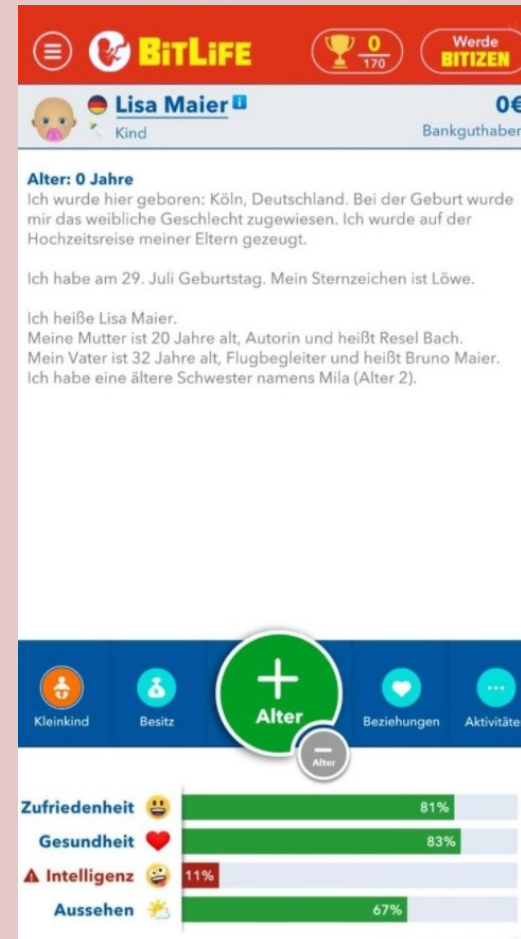 BITLIFE
0
170
Werde
BITIZEN
Lisa Maier
0€
Kind
Bankguthaben
Alter: 0 Jahre
Ich wurde hier geboren: Köln, Deutschland. Bei der Geburt wurde
mir das weibliche Geschlecht zugewiesen. Ich wurde auf der
Hochzeitsreise meiner Eltern gezeugt.
Ich habe am 29. Juli Geburtstag. Mein Sternzeichen ist Löwe.
Ich heiße Lisa Maier.
Meine Mutter ist 20 Jahre alt, Autorin und heißt Resel Bach.
Mein Vater ist 32 Jahre alt, Flugbegleiter und heißt Bruno Maier.
Ich habe eine ältere Schwester namens Mila (Alter 2).
Kleinkind
Besitz
Alter
Beziehungen
Aktivitäte
Alter
Zufriedenheit 81%
Gesundheit 83%
Intelligenz 11%
Aussehen 67%